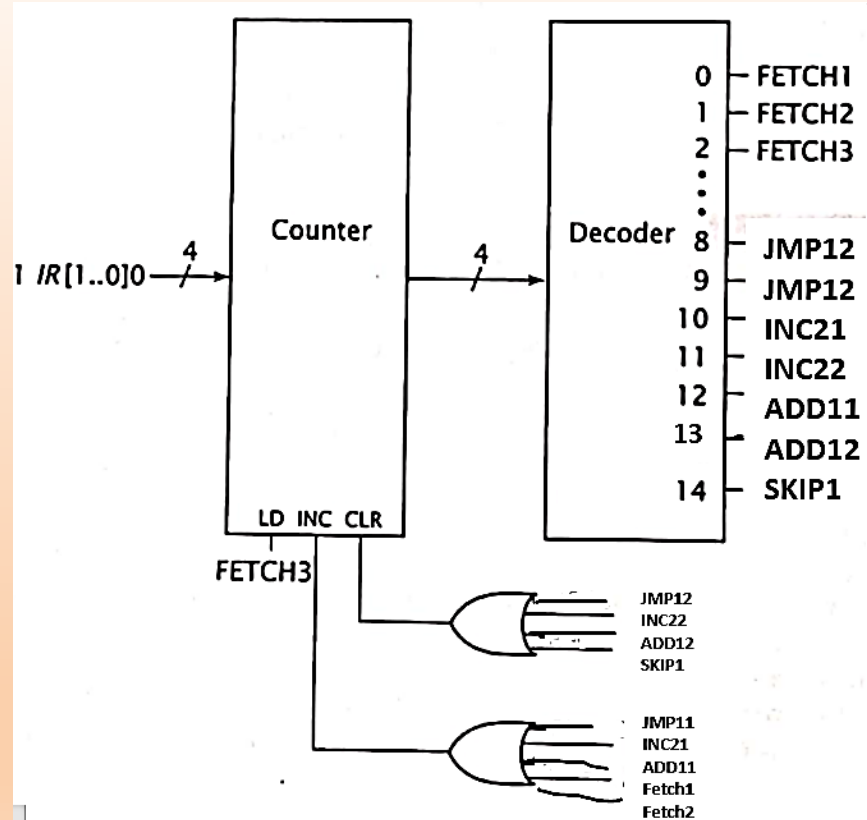 0 FETCH1
1 FETCH2
2 FETCH3
Counter
Decoder
1 IR[1..0]0
4
4
8 JMP12
9 JMP12
10 INC21
11 INC22
12 ADD11
13 ADD12
14 SKIP1
LD INC CLR
FETCH3
JMP12
INC22
ADD12
SKIP1
JMP11
INC21
ADD11
Fetch1
Fetch2